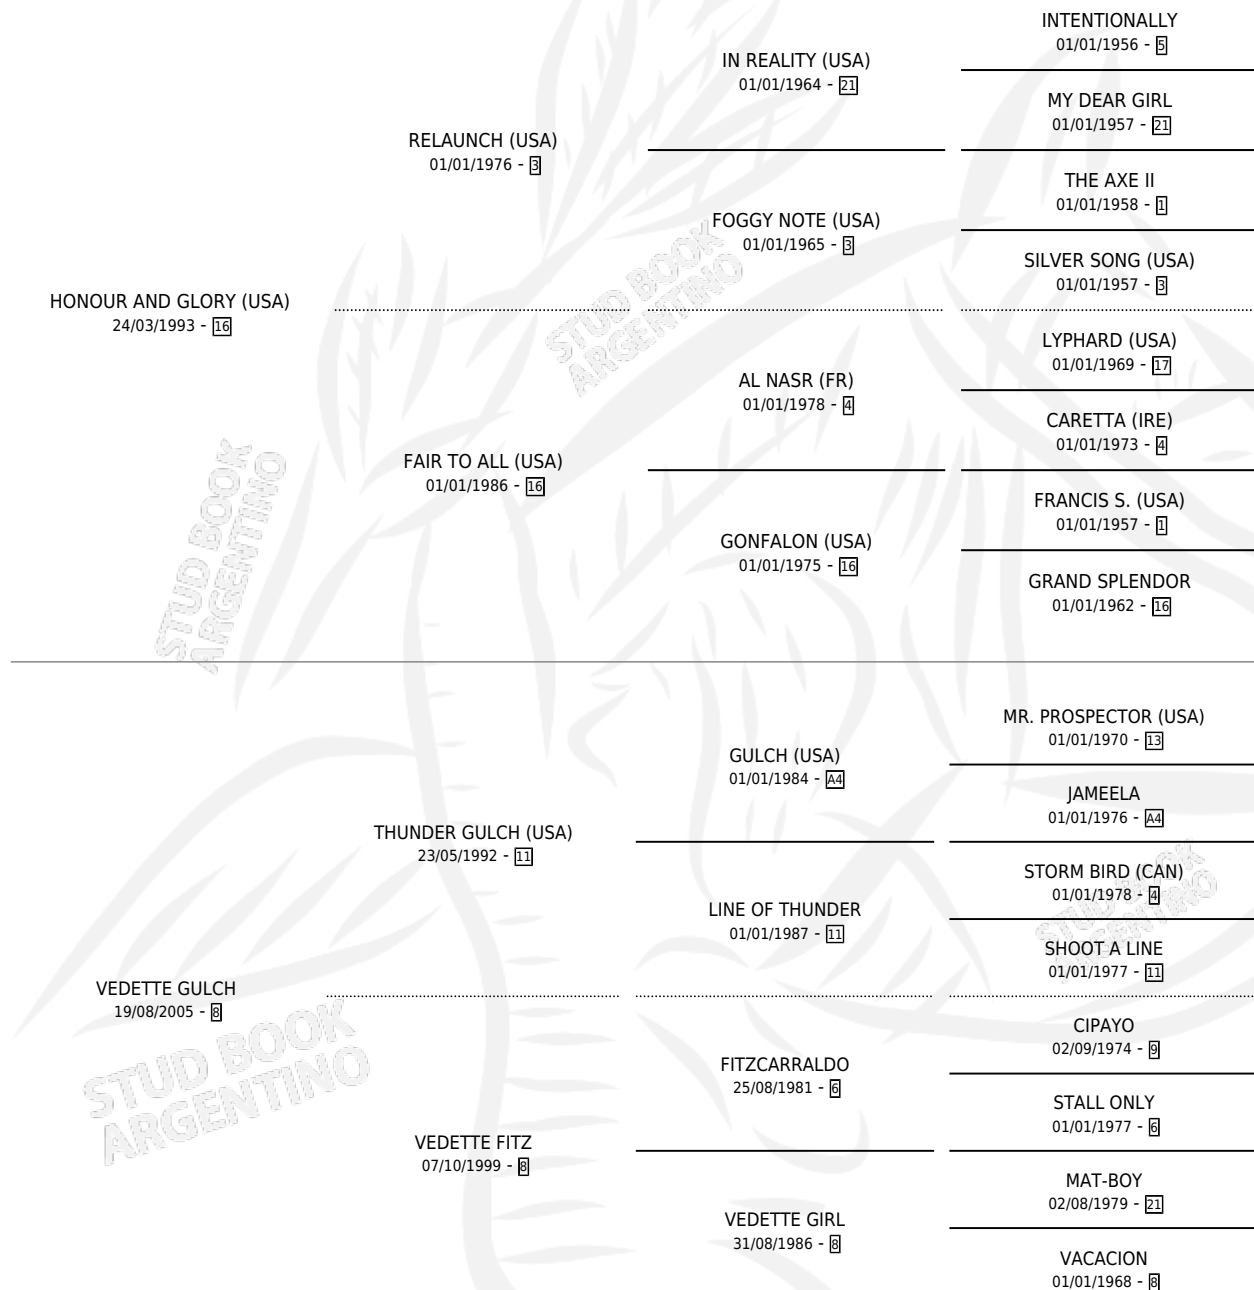 INTENTIONALLY
01/01/1956 - 5
IN REALITY (USA)
01/01/1964 - 21
MY DEAR GIRL
01/01/1957 - 21
RELAUNCH (USA)
01/01/1976 - 3
THE AXE II
01/01/1958 - 1
FOGGY NOTE (USA)
01/01/1965 - 3
SILVER SONG (USA)
01/01/1957 - 3
HONOUR AND GLORY (USA)
24/03/1993 - 16
LYPHARD (USA)
01/01/1969 - 17
AL NASR (FR)
01/01/1978 - 4
CARETTA (IRE)
01/01/1973 - 4
FAIR TO ALL (USA)
01/01/1986 - 16
FRANCIS S. (USA)
01/01/1957 - 1
GONFALON (USA)
01/01/1975 - 16
GRAND SPLENDOR
01/01/1962 - 16
MR. PROSPECTOR (USA)
01/01/1970 - 13
GULCH (USA)
01/01/1984 - A4
JAMEELA
01/01/1976 - A4
THUNDER GULCH (USA)
23/05/1992 - 11
STORM BIRD (CAN)
01/01/1978 - 4
LINE OF THUNDER
01/01/1987 - 11
SHOOT A LINE
01/01/1977 - 11
VEDETTE GULCH
19/08/2005 - 8
CIPAYO
02/09/1974 - 9
FITZCARRALDO
25/08/1981 - 6
STALL ONLY
01/01/1977 - 6
VEDETTE FITZ
07/10/1999 - 8
MAT-BOY
02/08/1979 - 21
VEDETTE GIRL
31/08/1986 - 8
VACACION
01/01/1968 - 8
STUD BOOK
ARGENTINO
STUD BOOK
ARGENTINO
STUD BOOK
ARGENTINO
STUD BOOK
ARGENTINO